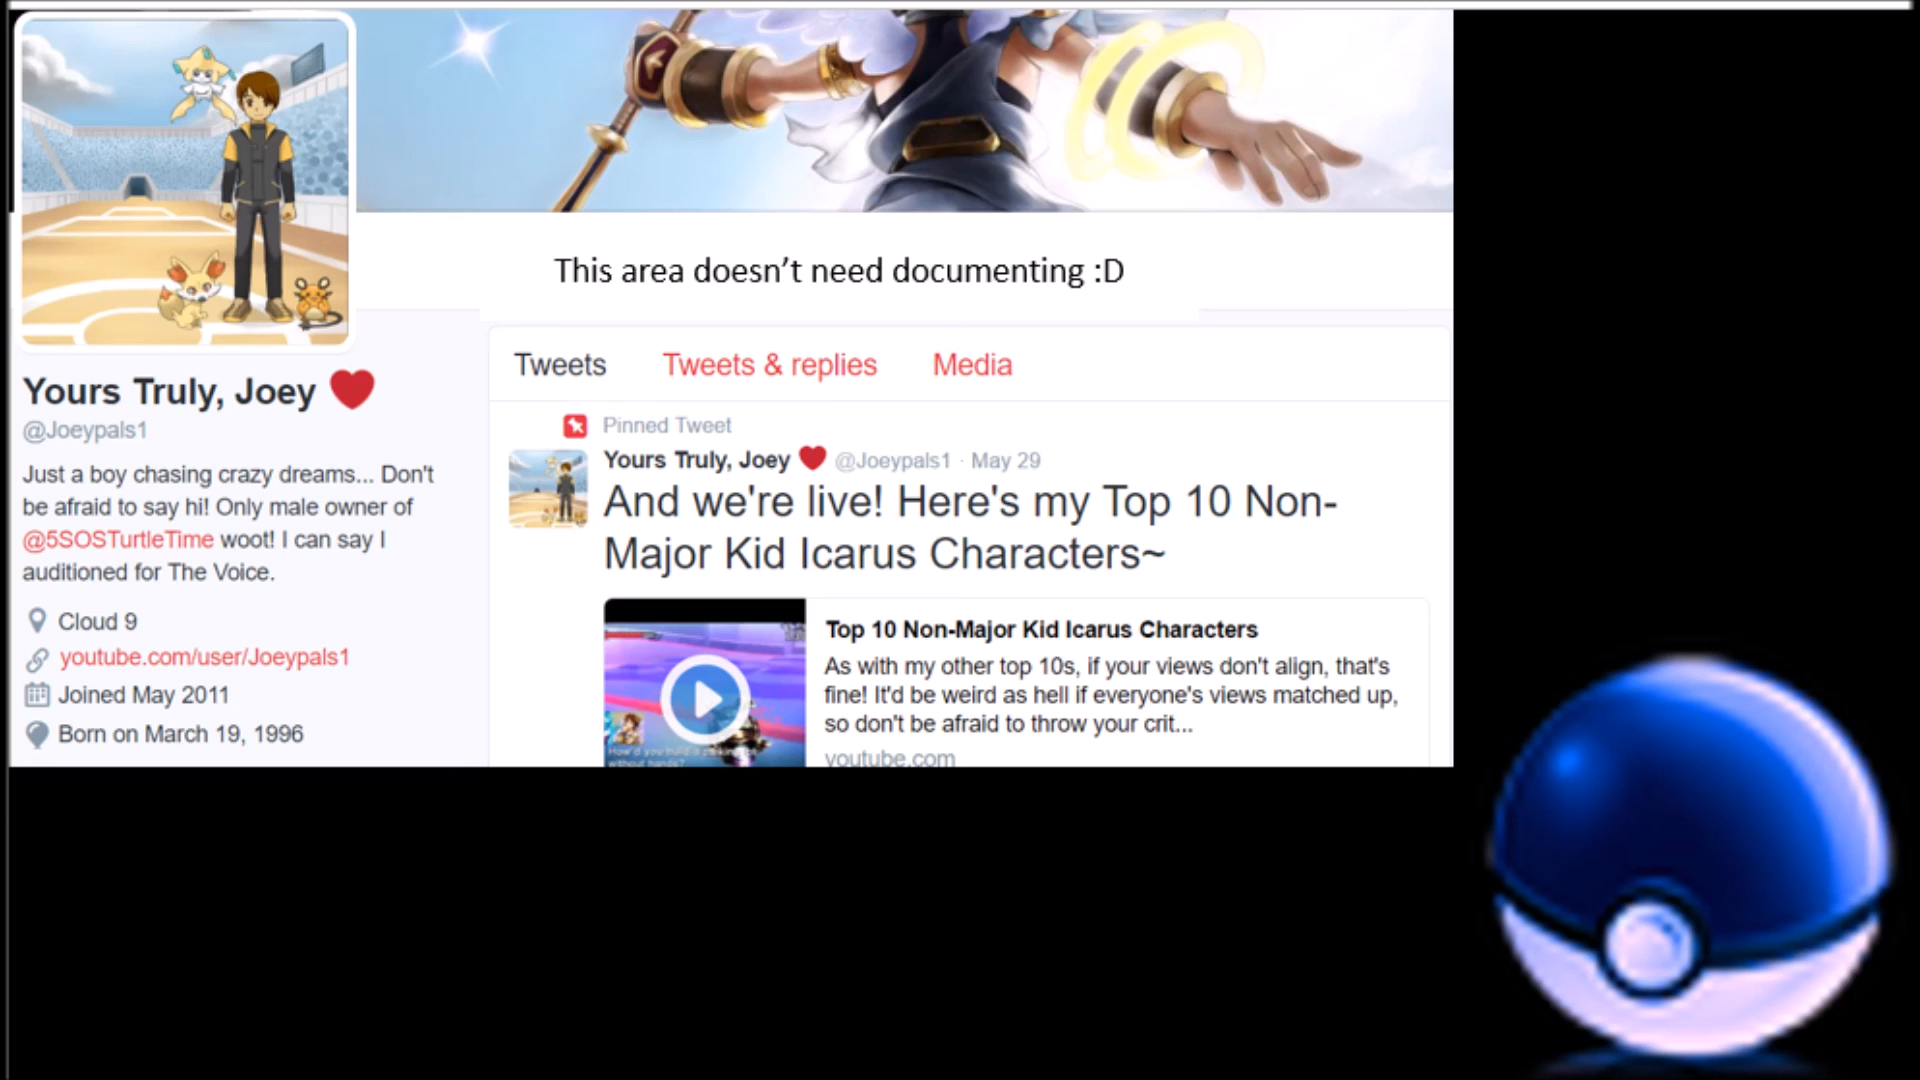 This area doesn't need documenting :D
Yours Truly, Joey ❤
@Joeypals1
Just a boy chasing crazy dreams... Don't
be afraid to say hi! Only male owner of
@5SOSTurtleTime woot! I can say I
auditioned for The Voice.
Cloud 9
youtube.com/user/Joeypals1
Joined May 2011
Born on March 19, 1996
Tweets Tweets & replies Media
Pinned Tweet
Yours Truly, Joey ❤ @Joeypals1 · May 29
And we're live! Here's my Top 10 Non-
Major Kid Icarus Characters~
Top 10 Non-Major Kid Icarus Characters
As with my other top 10s, if your views don't align, that's
fine! It'd be weird as hell if everyone's views matched up,
so don't be afraid to throw your crit...
youtube.com
How'd you build a
without hands?